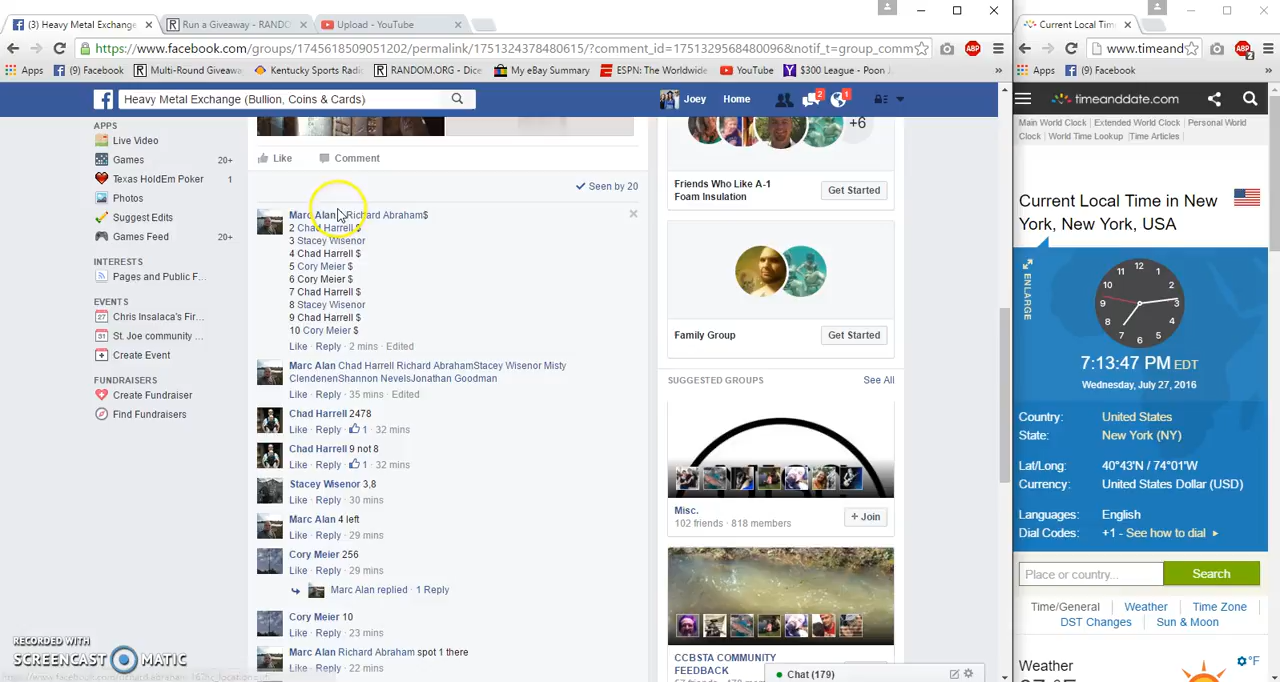 (3) Heavy Metal Exchange
Run a Giveaway - RANDO
Upload - YouTube
Current Local Tim
https://www.facebook.com/groups/1745618509051202/permalink/1751324378480615/?comment_id=1751329568480096&notif_t=group_comm
www.timeand
Apps
(9) Facebook
Multi-Round Giveaw
Kentucky Sports Radi
RANDOM.ORG - Dice
My eBay Summary
ESPN: The Worldwide
YouTube
$300 League - Poon J
»
Apps
(9) Facebook
»
Heavy Metal Exchange (Bullion, Coins & Cards)
Joey
Home
2
1
timeanddate.com
Main World Clock
Extended World Clock
Personal World
Clock
World Time Lookup
Time Articles
APPS
Live Video
Games
20+
Texas HoldEm Poker
1
Photos
Suggest Edits
Games Feed
20+
INTERESTS
Pages and Public F...
EVENTS
Chris Insalaca's Fir...
St. Joe community ...
Create Event
FUNDRAISERS
Create Fundraiser
Find Fundraisers
Like
Comment
Seen by 20
Marc Alan Richard Abraham$
2 Chad Harrell $
3 Stacey Wisenor
4 Chad Harrell $
5 Cory Meier $
6 Cory Meier $
7 Chad Harrell $
8 Stacey Wisenor
9 Chad Harrell $
10 Cory Meier $
Like · Reply · 2 mins · Edited
Marc Alan Chad Harrell Richard AbrahamStacey Wisenor Misty
ClendenenShannon NevelsJonathan Goodman
Like · Reply · 35 mins · Edited
Chad Harrell 2478
Like · Reply · 1 · 32 mins
Chad Harrell 9 not 8
Like · Reply · 1 · 32 mins
Stacey Wisenor 3,8
Like · Reply · 30 mins
Marc Alan 4 left
Like · Reply · 29 mins
Cory Meier 256
Like · Reply · 29 mins
Marc Alan replied · 1 Reply
Cory Meier 10
Like · Reply · 23 mins
Marc Alan Richard Abraham spot 1 there
Like · Reply · 22 mins
+6
Friends Who Like A-1
Foam Insulation
Get Started
Family Group
Get Started
SUGGESTED GROUPS
See All
Misc.
102 friends · 818 members
+ Join
CCBSTA COMMUNITY
FEEDBACK
Chat (179)
Current Local Time in New
York, New York, USA
ENLARGE
12
1
2
3
4
5
6
7
8
9
10
11
7:13:47 PM EDT
Wednesday, July 27, 2016
Country:
United States
State:
New York (NY)
Lat/Long:
40°43'N / 74°01'W
Currency:
United States Dollar (USD)
Languages:
English
Dial Codes:
+1 - See how to dial
Place or country...
Search
Time/General
Weather
Time Zone
DST Changes
Sun & Moon
°F
Weather
RECORDED WITH
SCREENCAST MATIC